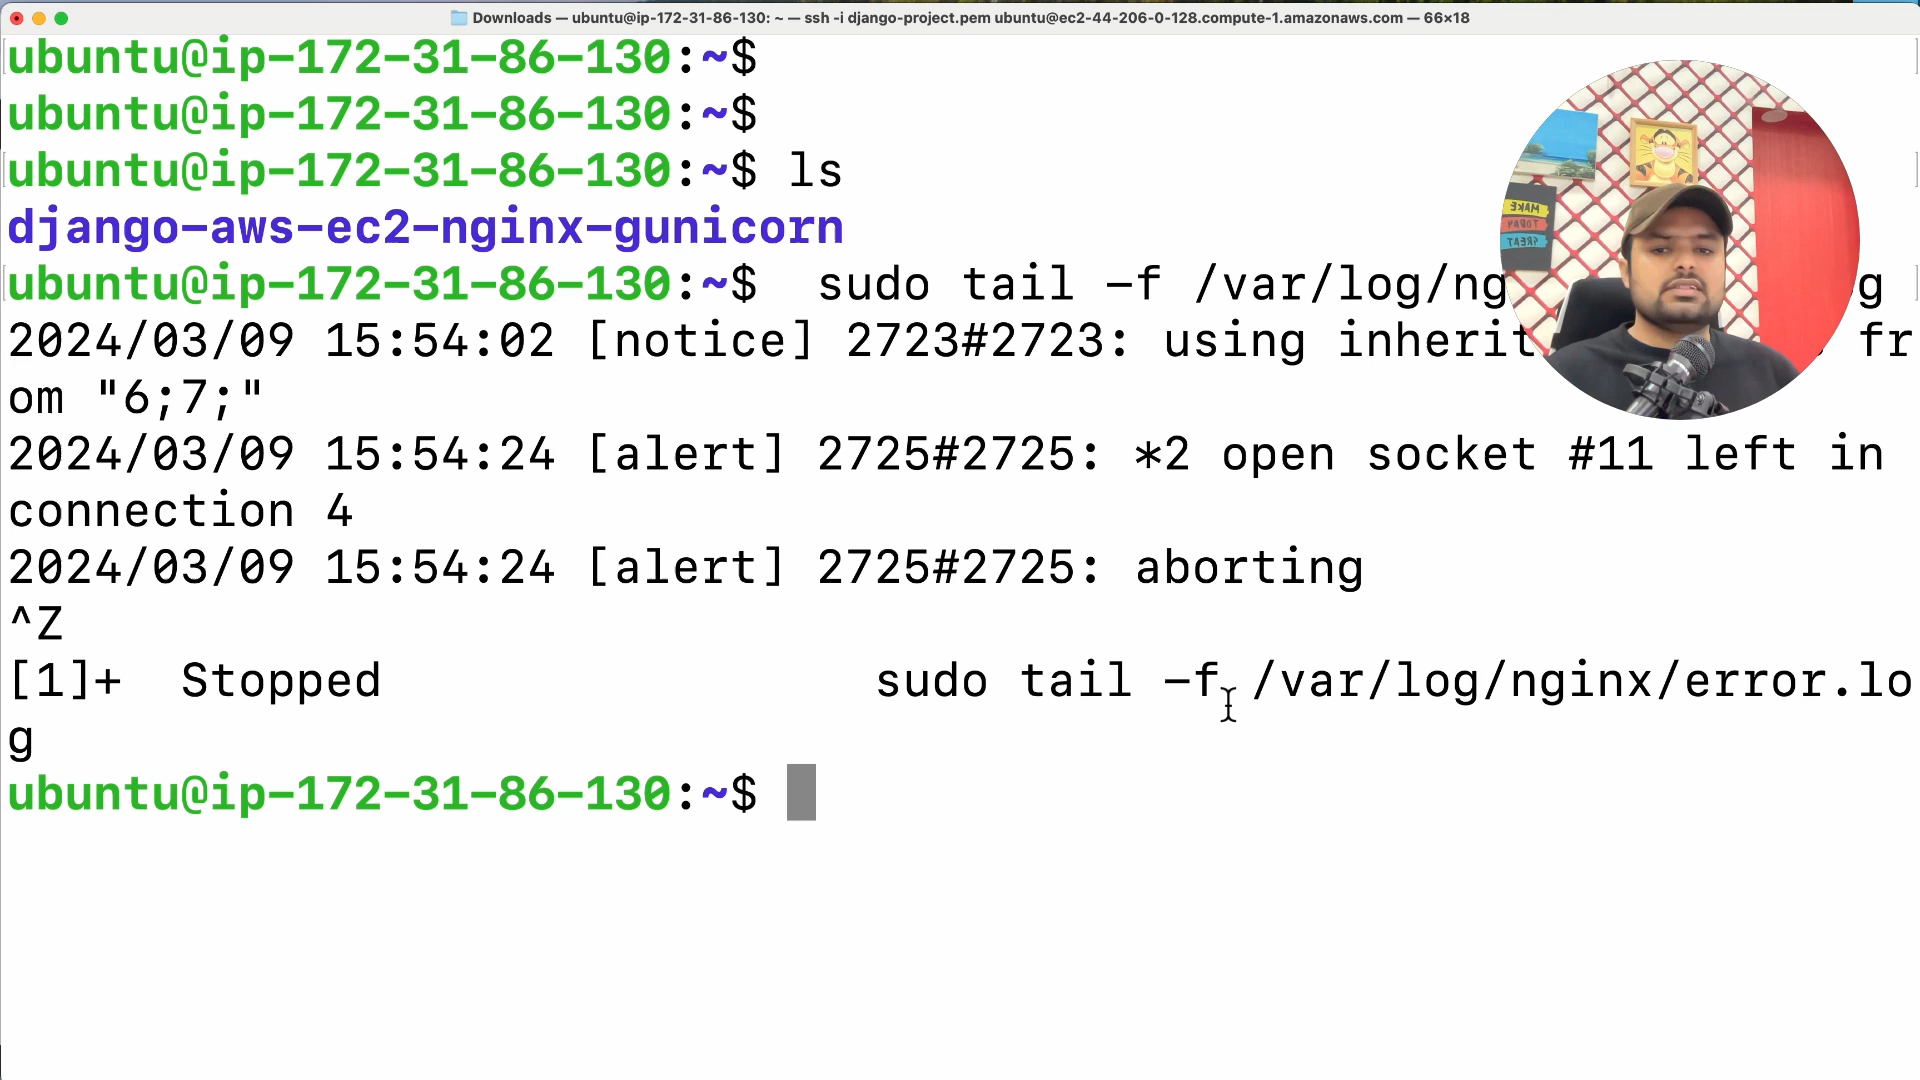 Downloads — ubuntu@ip-172-31-86-130: ~ — ssh -i django-project.pem ubuntu@ec2-44-206-0-128.compute-1.amazonaws.com — 66×18
ubuntu@ip-172-31-86-130:~$
ubuntu@ip-172-31-86-130:~$
ubuntu@ip-172-31-86-130:~$ ls
django-aws-ec2-nginx-gunicorn
ubuntu@ip-172-31-86-130:~$  sudo tail -f /var/log/ng g
2024/03/09 15:54:02 [notice] 2723#2723: using inherit fr
om "6;7;"
2024/03/09 15:54:24 [alert] 2725#2725: *2 open socket #11 left in
connection 4
2024/03/09 15:54:24 [alert] 2725#2725: aborting
^Z
[1]+  Stopped                 sudo tail -f /var/log/nginx/error.lo
g
ubuntu@ip-172-31-86-130:~$
MAKE
TODAY
GREAT